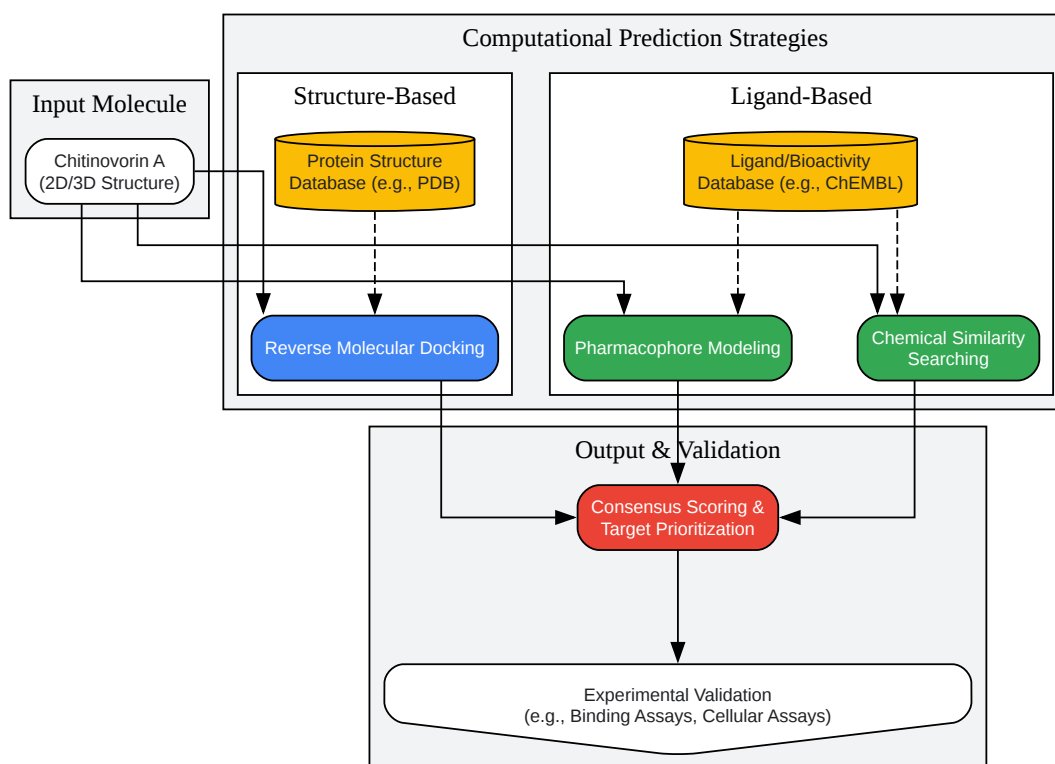 Computational Prediction Strategies
Input Molecule
Chitinovorin A
(2D/3D Structure)
Structure-Based
Protein Structure
Database (e.g., PDB)
Reverse Molecular Docking
Ligand-Based
Ligand/Bioactivity
Database (e.g., ChEMBL)
Pharmacophore Modeling
Chemical Similarity
Searching
Output & Validation
Consensus Scoring &
Target Prioritization
Experimental Validation
(e.g., Binding Assays, Cellular Assays)